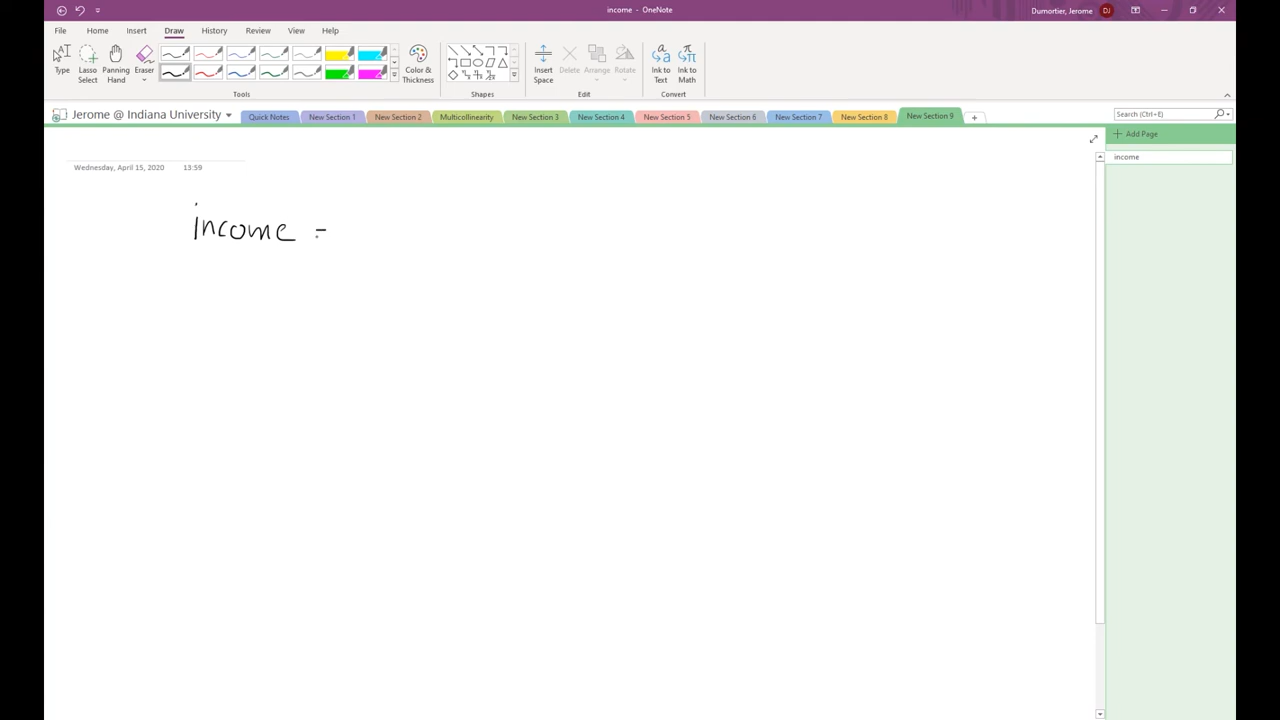 income - OneNote
Dumortier, Jerome DJ
File Home Insert Draw History Review View Help
Type Lasso Select Panning Hand Eraser Color & Thickness Insert Space Delete Arrange Rotate Ink to Text Ink to Math
Tools Shapes Edit Convert
Jerome @ Indiana University Quick Notes New Section 1 New Section 2 Multicollinearity New Section 3 New Section 4 New Section 5 New Section 6 New Section 7 New Section 8 New Section 9 + Search (Ctrl+E)
+ Add Page
income
Wednesday, April 15, 2020 13:59
income =